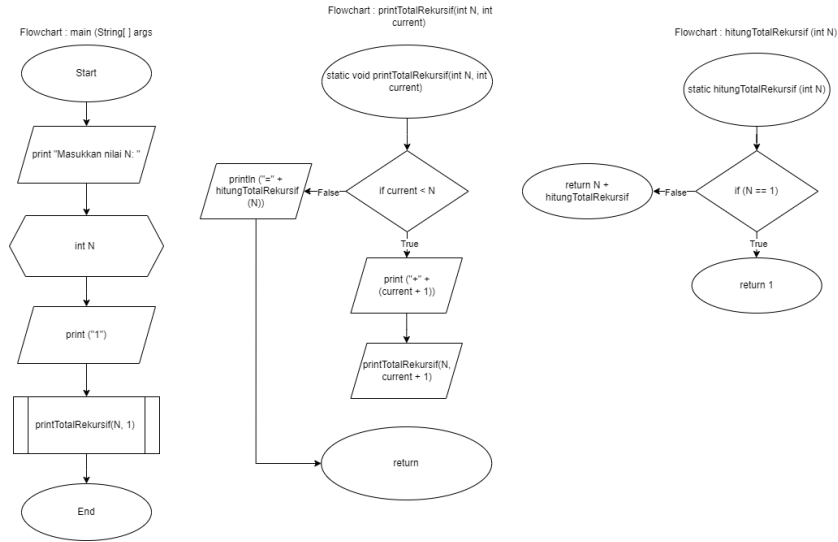 Flowchart : main (String[ ] args
Start
print "Masukkan nilai N: "
int N
print ("1")
printTotalRekursif(N, 1)
End
Flowchart : printTotalRekursif(int N, int
current)
static void printTotalRekursif(int N, int
current)
if current < N
False
println ("=" +
hitungTotalRekursif
(N))
True
print ("+" +
(current + 1))
printTotalRekursif(N,
current + 1)
return
Flowchart : hitungTotalRekursif (int N)
static hitungTotalRekursif (int N)
if (N == 1)
False
return N +
hitungTotalRekursif
True
return 1